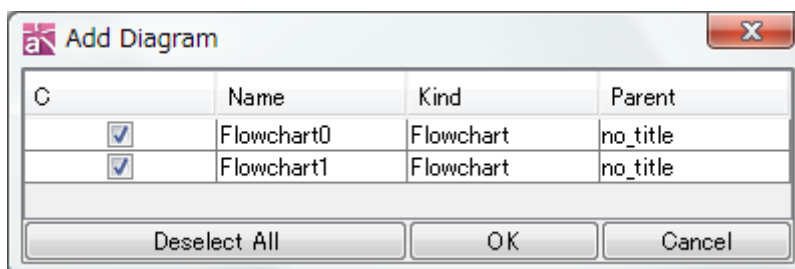 Add Diagram
C Name Kind Parent
Flowchart0 Flowchart no_title
Flowchart1 Flowchart no_title
Deselect All OK Cancel